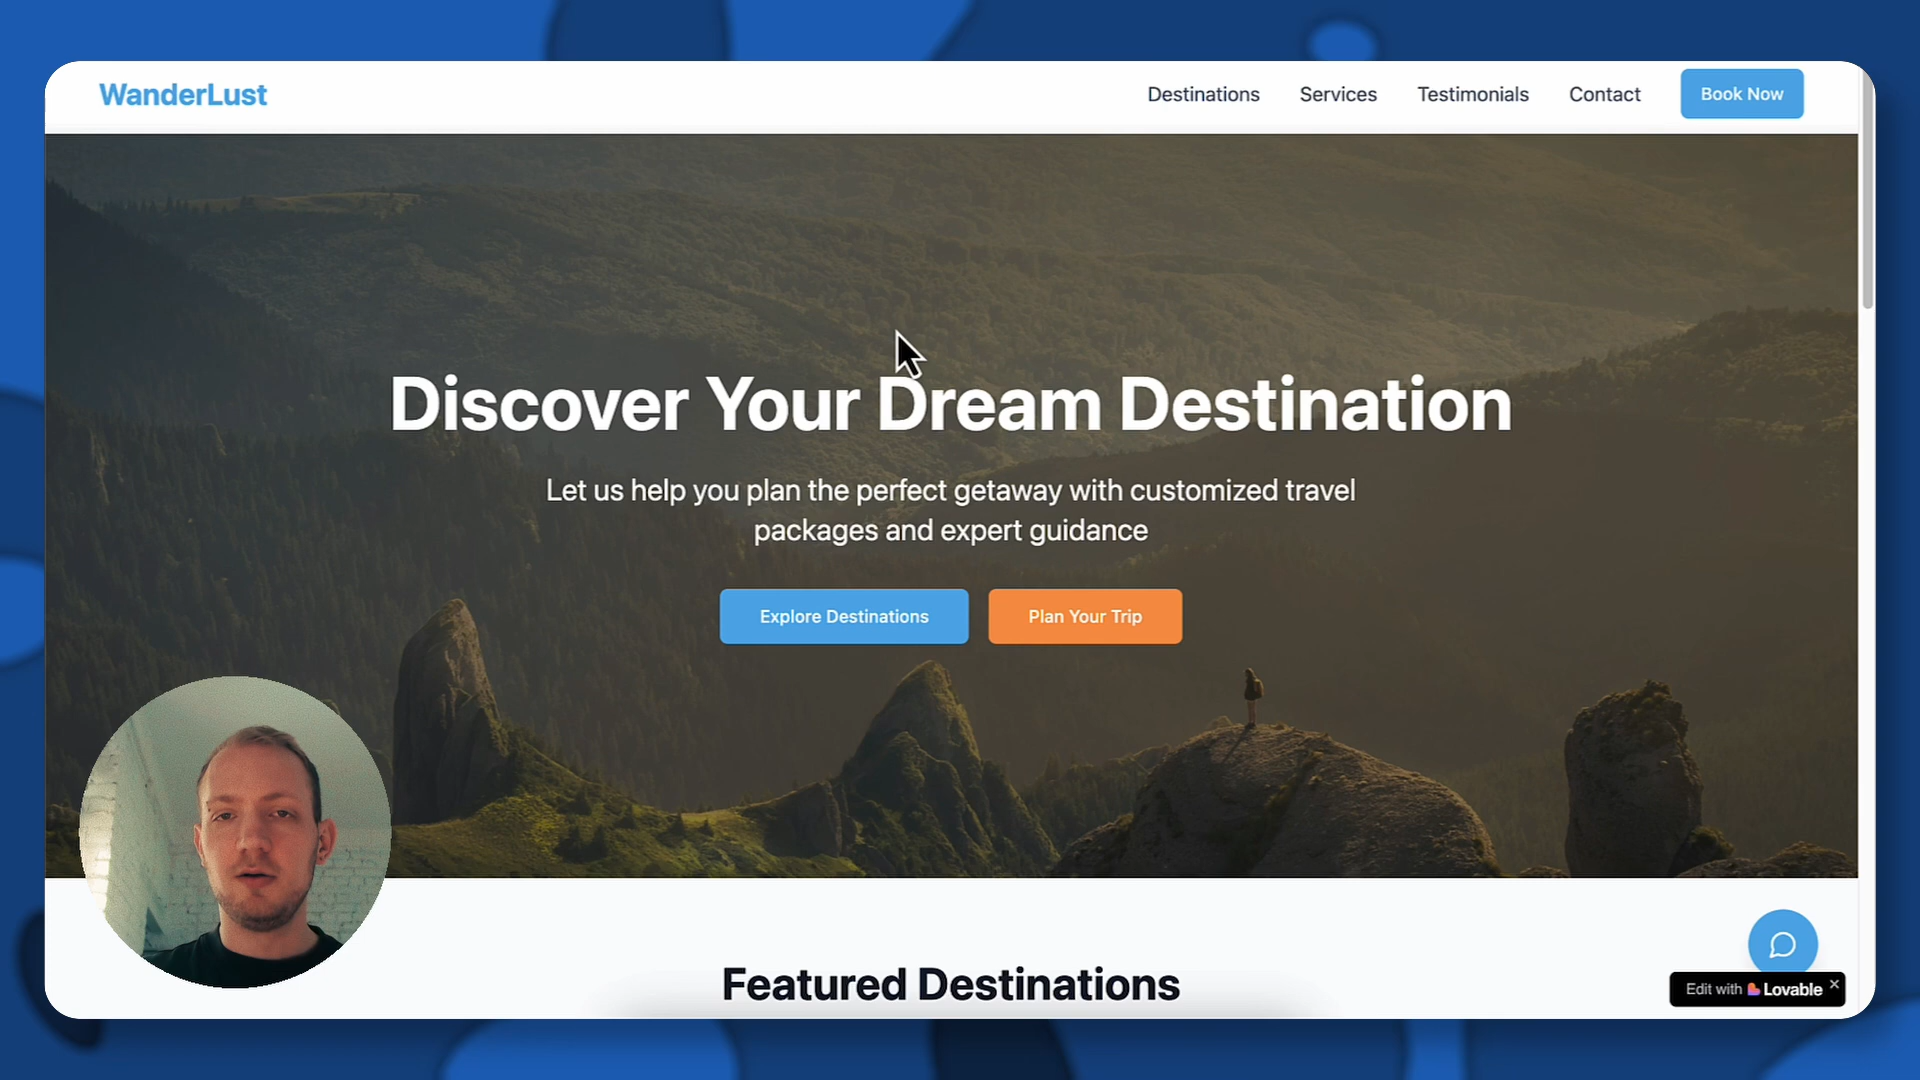 WanderLust
Destinations
Services
Testimonials
Contact
Book Now
Discover Your Dream Destination
Let us help you plan the perfect getaway with customized travel
packages and expert guidance
Explore Destinations
Plan Your Trip
Featured Destinations
Edit with Lovable